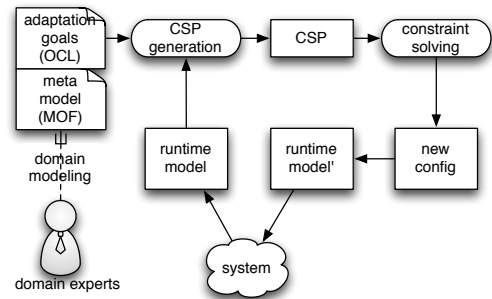 adaptation
goals
(OCL)
CSP
generation
CSP
constraint
solving
meta
model
(MOF)
domain
modeling
runtime
model
runtime
model'
new
config
system
domain experts